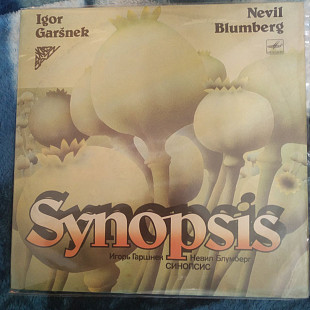 Igor
Garšnek
Nevil
Blumberg
Synopsis
Игорь Гаршнек Невил Блумберг
СИНОПСИС